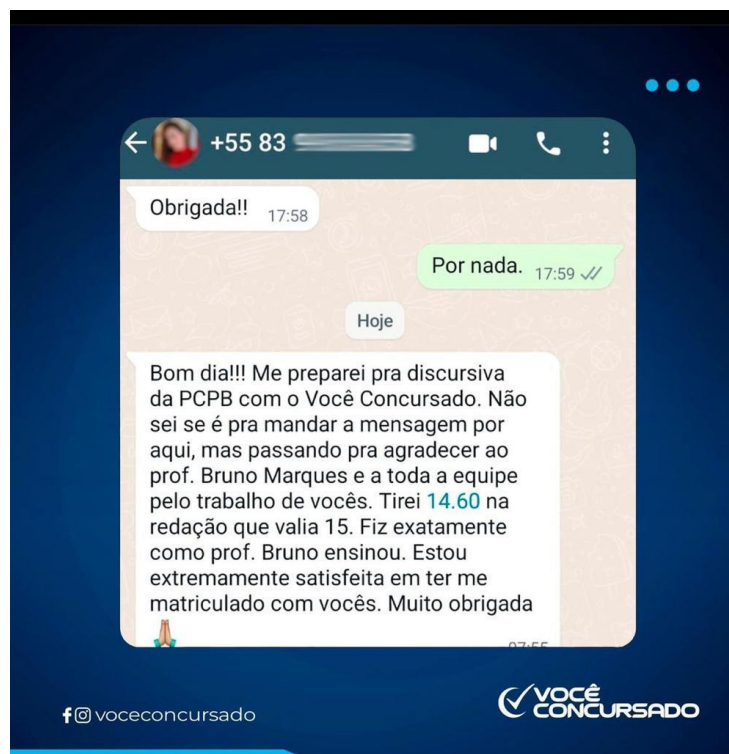 +55 83
Obrigada!! 17:58
Por nada. 17:59
Hoje
Bom dia!!! Me preparei pra discursiva
da PCPB com o Você Concursado. Não
sei se é pra mandar a mensagem por
aqui, mas passando pra agradecer ao
prof. Bruno Marques e a toda a equipe
pelo trabalho de vocês. Tirei 14.60 na
redação que valia 15. Fiz exatamente
como prof. Bruno ensinou. Estou
extremamente satisfeita em ter me
matriculado com vocês. Muito obrigada
voceconcursado
VOCÊ
CONCURSADO